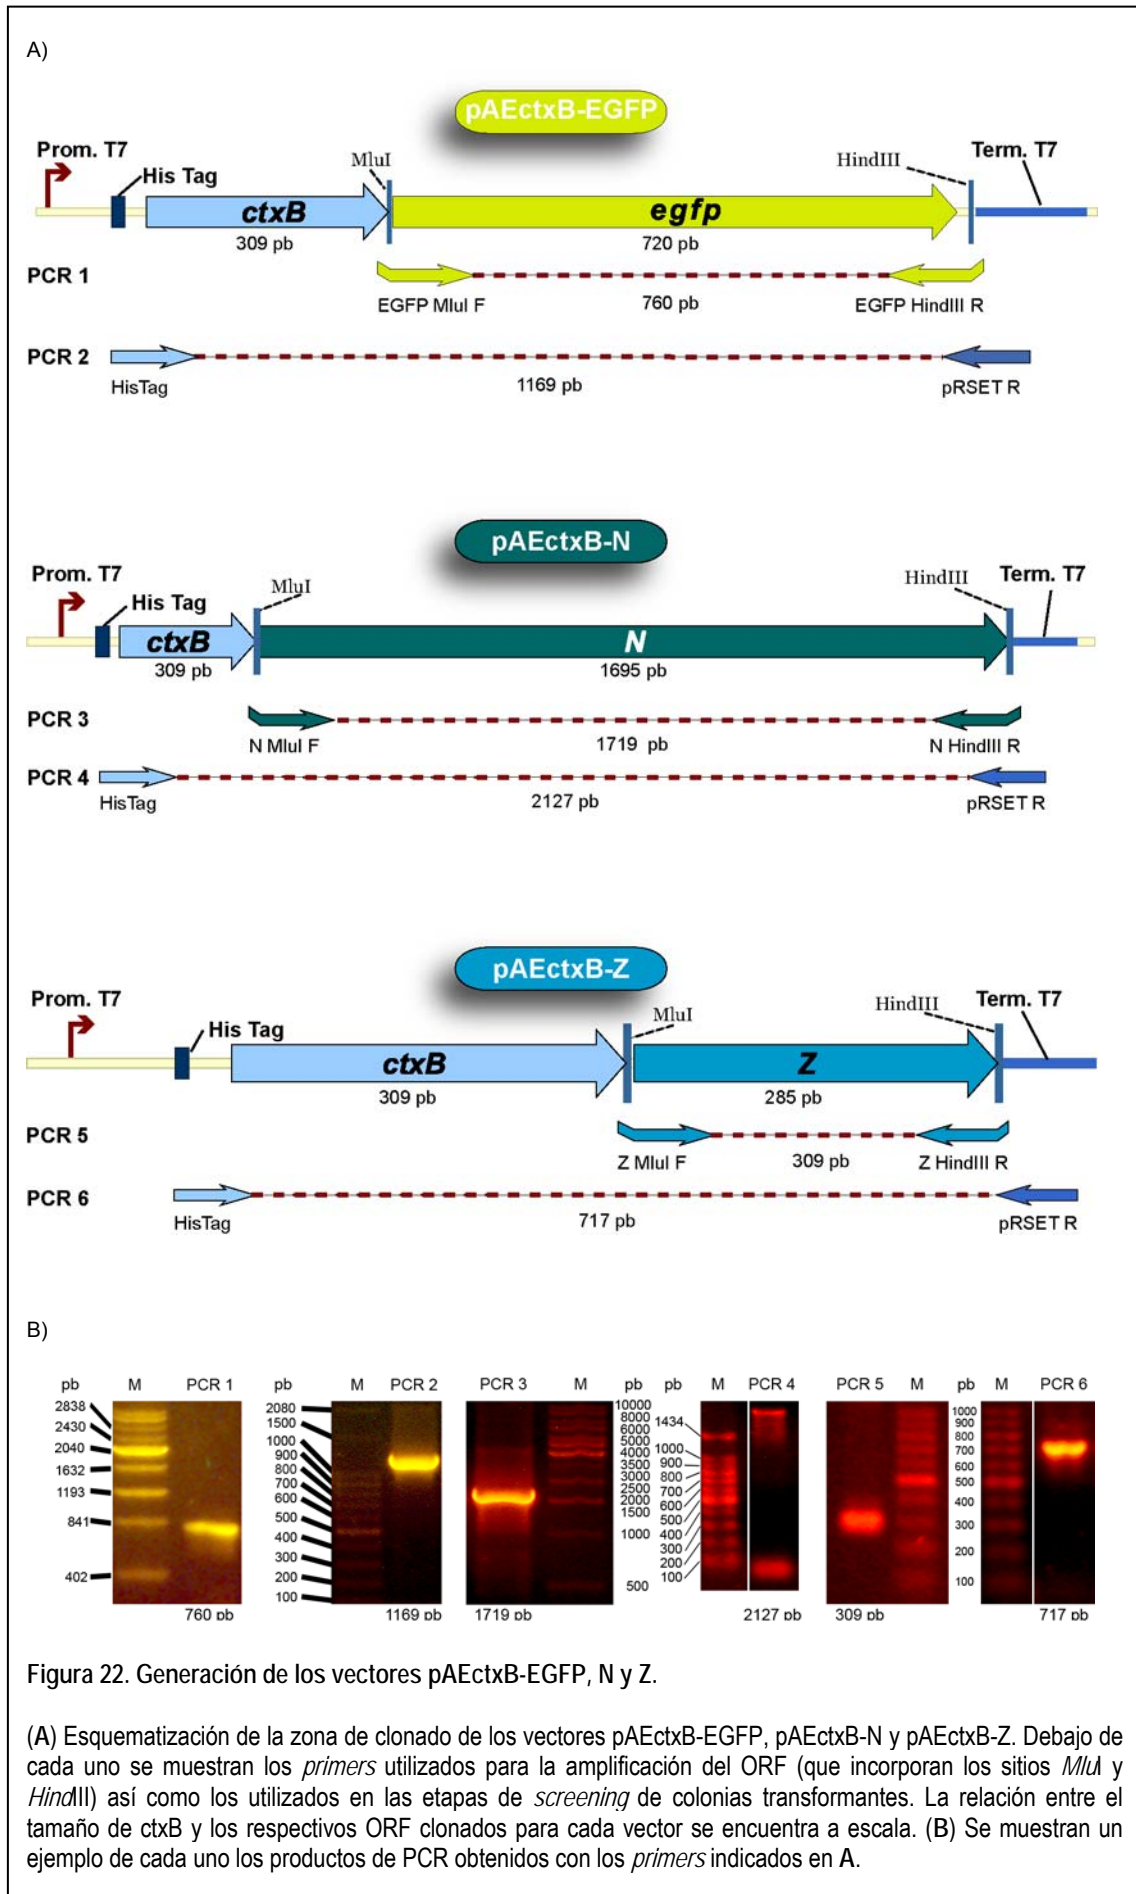 A)
pAEctxB-EGFP
Prom. T7
His Tag
MluI
HindIII
Term. T7
ctxB
egfp
309 pb
720 pb
PCR 1
EGFP MluI F
760 pb
EGFP HindIII R
PCR 2
HisTag
1169 pb
pRSET R
pAEctxB-N
Prom. T7
His Tag
MluI
HindIII
Term. T7
ctxB
N
309 pb
1695 pb
PCR 3
N MluI F
1719 pb
N HindIII R
PCR 4
HisTag
2127 pb
pRSET R
pAEctxB-Z
Prom. T7
His Tag
MluI
HindIII
Term. T7
ctxB
Z
309 pb
285 pb
PCR 5
Z MluI F
309 pb
Z HindIII R
PCR 6
HisTag
717 pb
pRSET R
B)
pb
M
PCR 1
2838
2430
2040
1632
1193
841
402
760 pb
pb
M
PCR 2
2080
1500
1000
900
800
700
600
500
400
300
200
100
1169 pb
PCR 3
M
pb
10000
8000
6000
5000
4000
3500
3000
2500
2000
1500
1000
500
1719 pb
pb
M
PCR 4
1434
1000
900
800
700
600
500
400
300
200
100
2127 pb
PCR 5
M
pb
1000
900
800
700
600
500
400
300
200
100
309 pb
M
PCR 6
717 pb
Figura 22. Generación de los vectores pAEctxB-EGFP, N y Z.
(A) Esquematización de la zona de clonado de los vectores pAEctxB-EGFP, pAEctxB-N y pAEctxB-Z. Debajo de
cada uno se muestran los primers utilizados para la amplificación del ORF (que incorporan los sitios MluI y
HindIII) así como los utilizados en las etapas de screening de colonias transformantes. La relación entre el
tamaño de ctxB y los respectivos ORF clonados para cada vector se encuentra a escala. (B) Se muestran un
ejemplo de cada uno los productos de PCR obtenidos con los primers indicados en A.